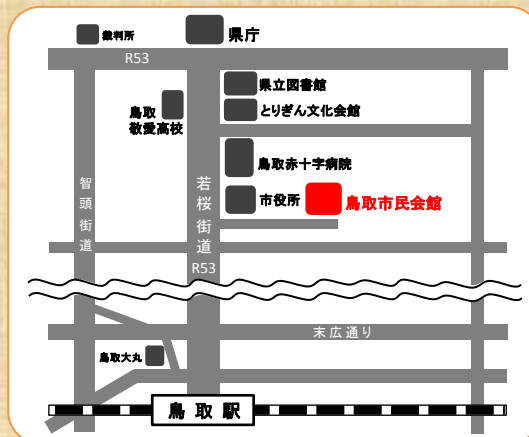 裁判所
県庁
R53
県立図書館
とりぎん文化会館
鳥取
敬愛高校
鳥取赤十字病院
智頭街道
若桜街道
市役所
鳥取市民会館
R53
末広通り
鳥取大丸
鳥取駅